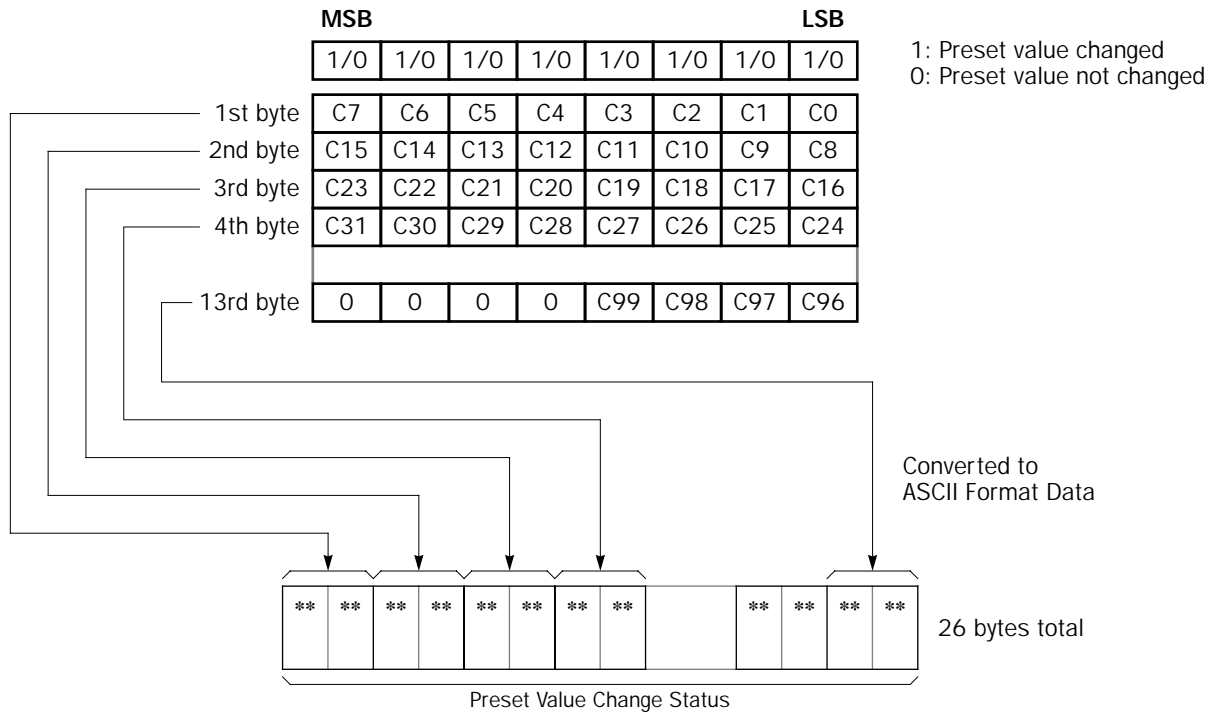 MSB LSB
1/0 1/0 1/0 1/0 1/0 1/0 1/0 1/0
1: Preset value changed
0: Preset value not changed
1st byte C7 C6 C5 C4 C3 C2 C1 C0
2nd byte C15 C14 C13 C12 C11 C10 C9 C8
3rd byte C23 C22 C21 C20 C19 C18 C17 C16
4th byte C31 C30 C29 C28 C27 C26 C25 C24
13rd byte 0 0 0 0 C99 C98 C97 C96
Converted to
ASCII Format Data
** ** ** ** ** ** ** ** ** ** ** **
26 bytes total
Preset Value Change Status